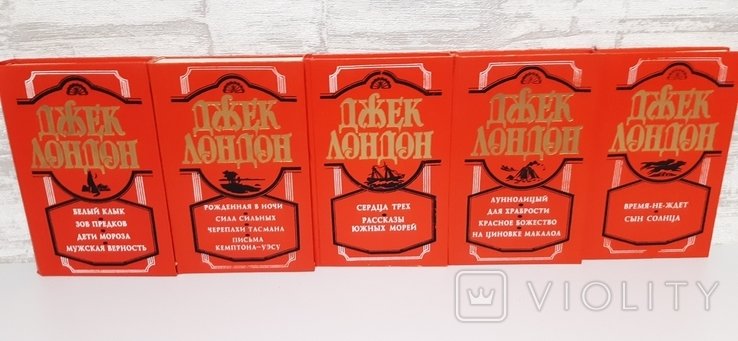 ДЖЕК
ЛОНДОН
БЕЛЫЙ КЛЫК
ЗОВ ПРЕДКОВ
ДЕТИ МОРОЗА
МУЖСКАЯ ВЕРНОСТЬ
ДЖЕК
ЛОНДОН
РОЖДЕННАЯ В НОЧИ
СИЛА СИЛЬНЫХ
ЧЕРЕПАХИ ТАСМАНА
ПИСЬМА
КЕМПТОНА–УЭСУ
ДЖЕК
ЛОНДОН
СЕРДЦА ТРЕХ
РАССКАЗЫ
ЮЖНЫХ МОРЕЙ
ДЖЕК
ЛОНДОН
ЛУННОЛИЦЫЙ
ДЛЯ ХРАБРОСТИ
КРАСНОЕ БОЖЕСТВО
НА ЦИНОВКЕ МАКАЛОА
ДЖЕК
ЛОНДОН
ВРЕМЯ-НЕ-ЖДЕТ
СЫН СОЛНЦА
VIOLITY